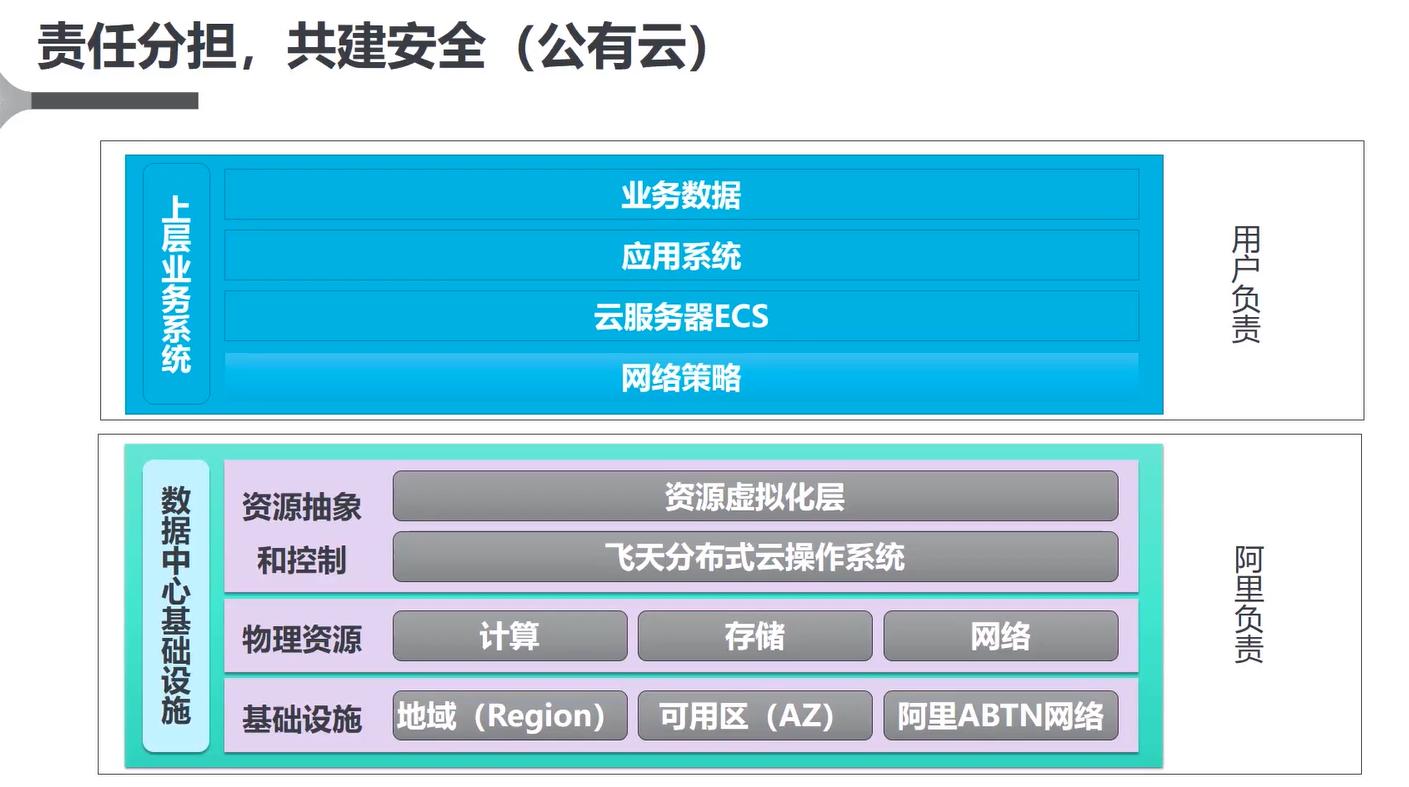 责任分担，共建安全（公有云）
上层业务系统
业务数据
应用系统
云服务器ECS
网络策略
用户负责
数据中心基础设施
资源抽象
和控制
资源虚拟化层
飞天分布式云操作系统
物理资源
计算
存储
网络
基础设施
地域（Region）
可用区（AZ）
阿里ABTN网络
阿里负责